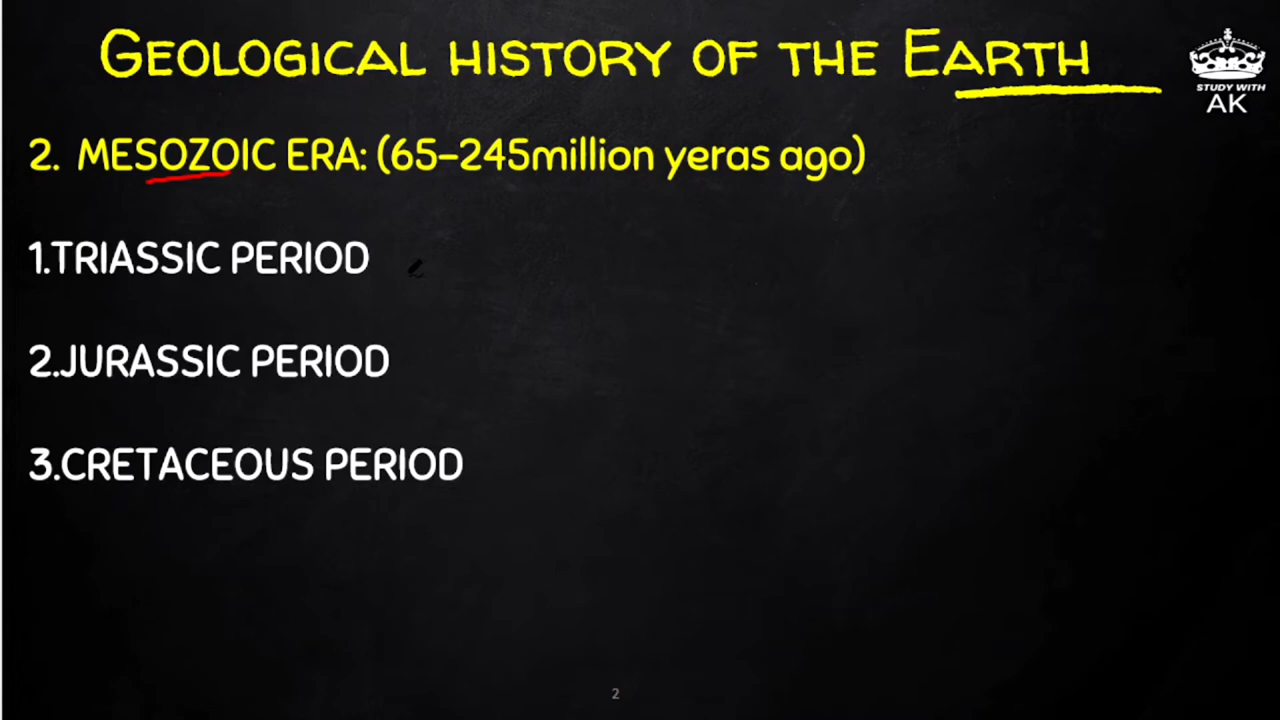 GEOLOGICAL HISTORY OF THE EARTH
STUDY WITH
AK
2. MESOZOIC ERA: (65-245million yeras ago)
1.TRIASSIC PERIOD
2.JURASSIC PERIOD
3.CRETACEOUS PERIOD
2